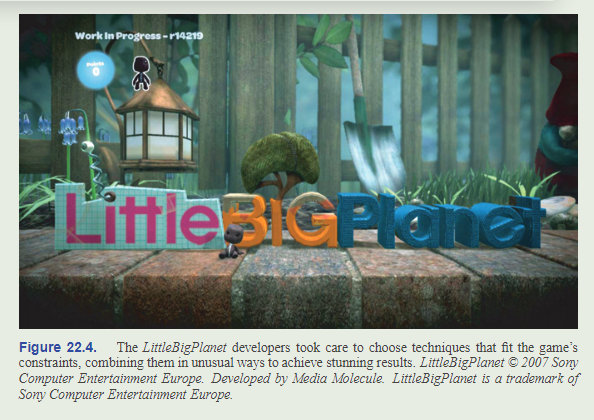 Work In Progress – r14219
Points
0
LittleBIGPlanet
Figure 22.4. The LittleBigPlanet developers took care to choose techniques that fit the game's
constraints, combining them in unusual ways to achieve stunning results. LittleBigPlanet © 2007 Sony
Computer Entertainment Europe. Developed by Media Molecule. LittleBigPlanet is a trademark of
Sony Computer Entertainment Europe.